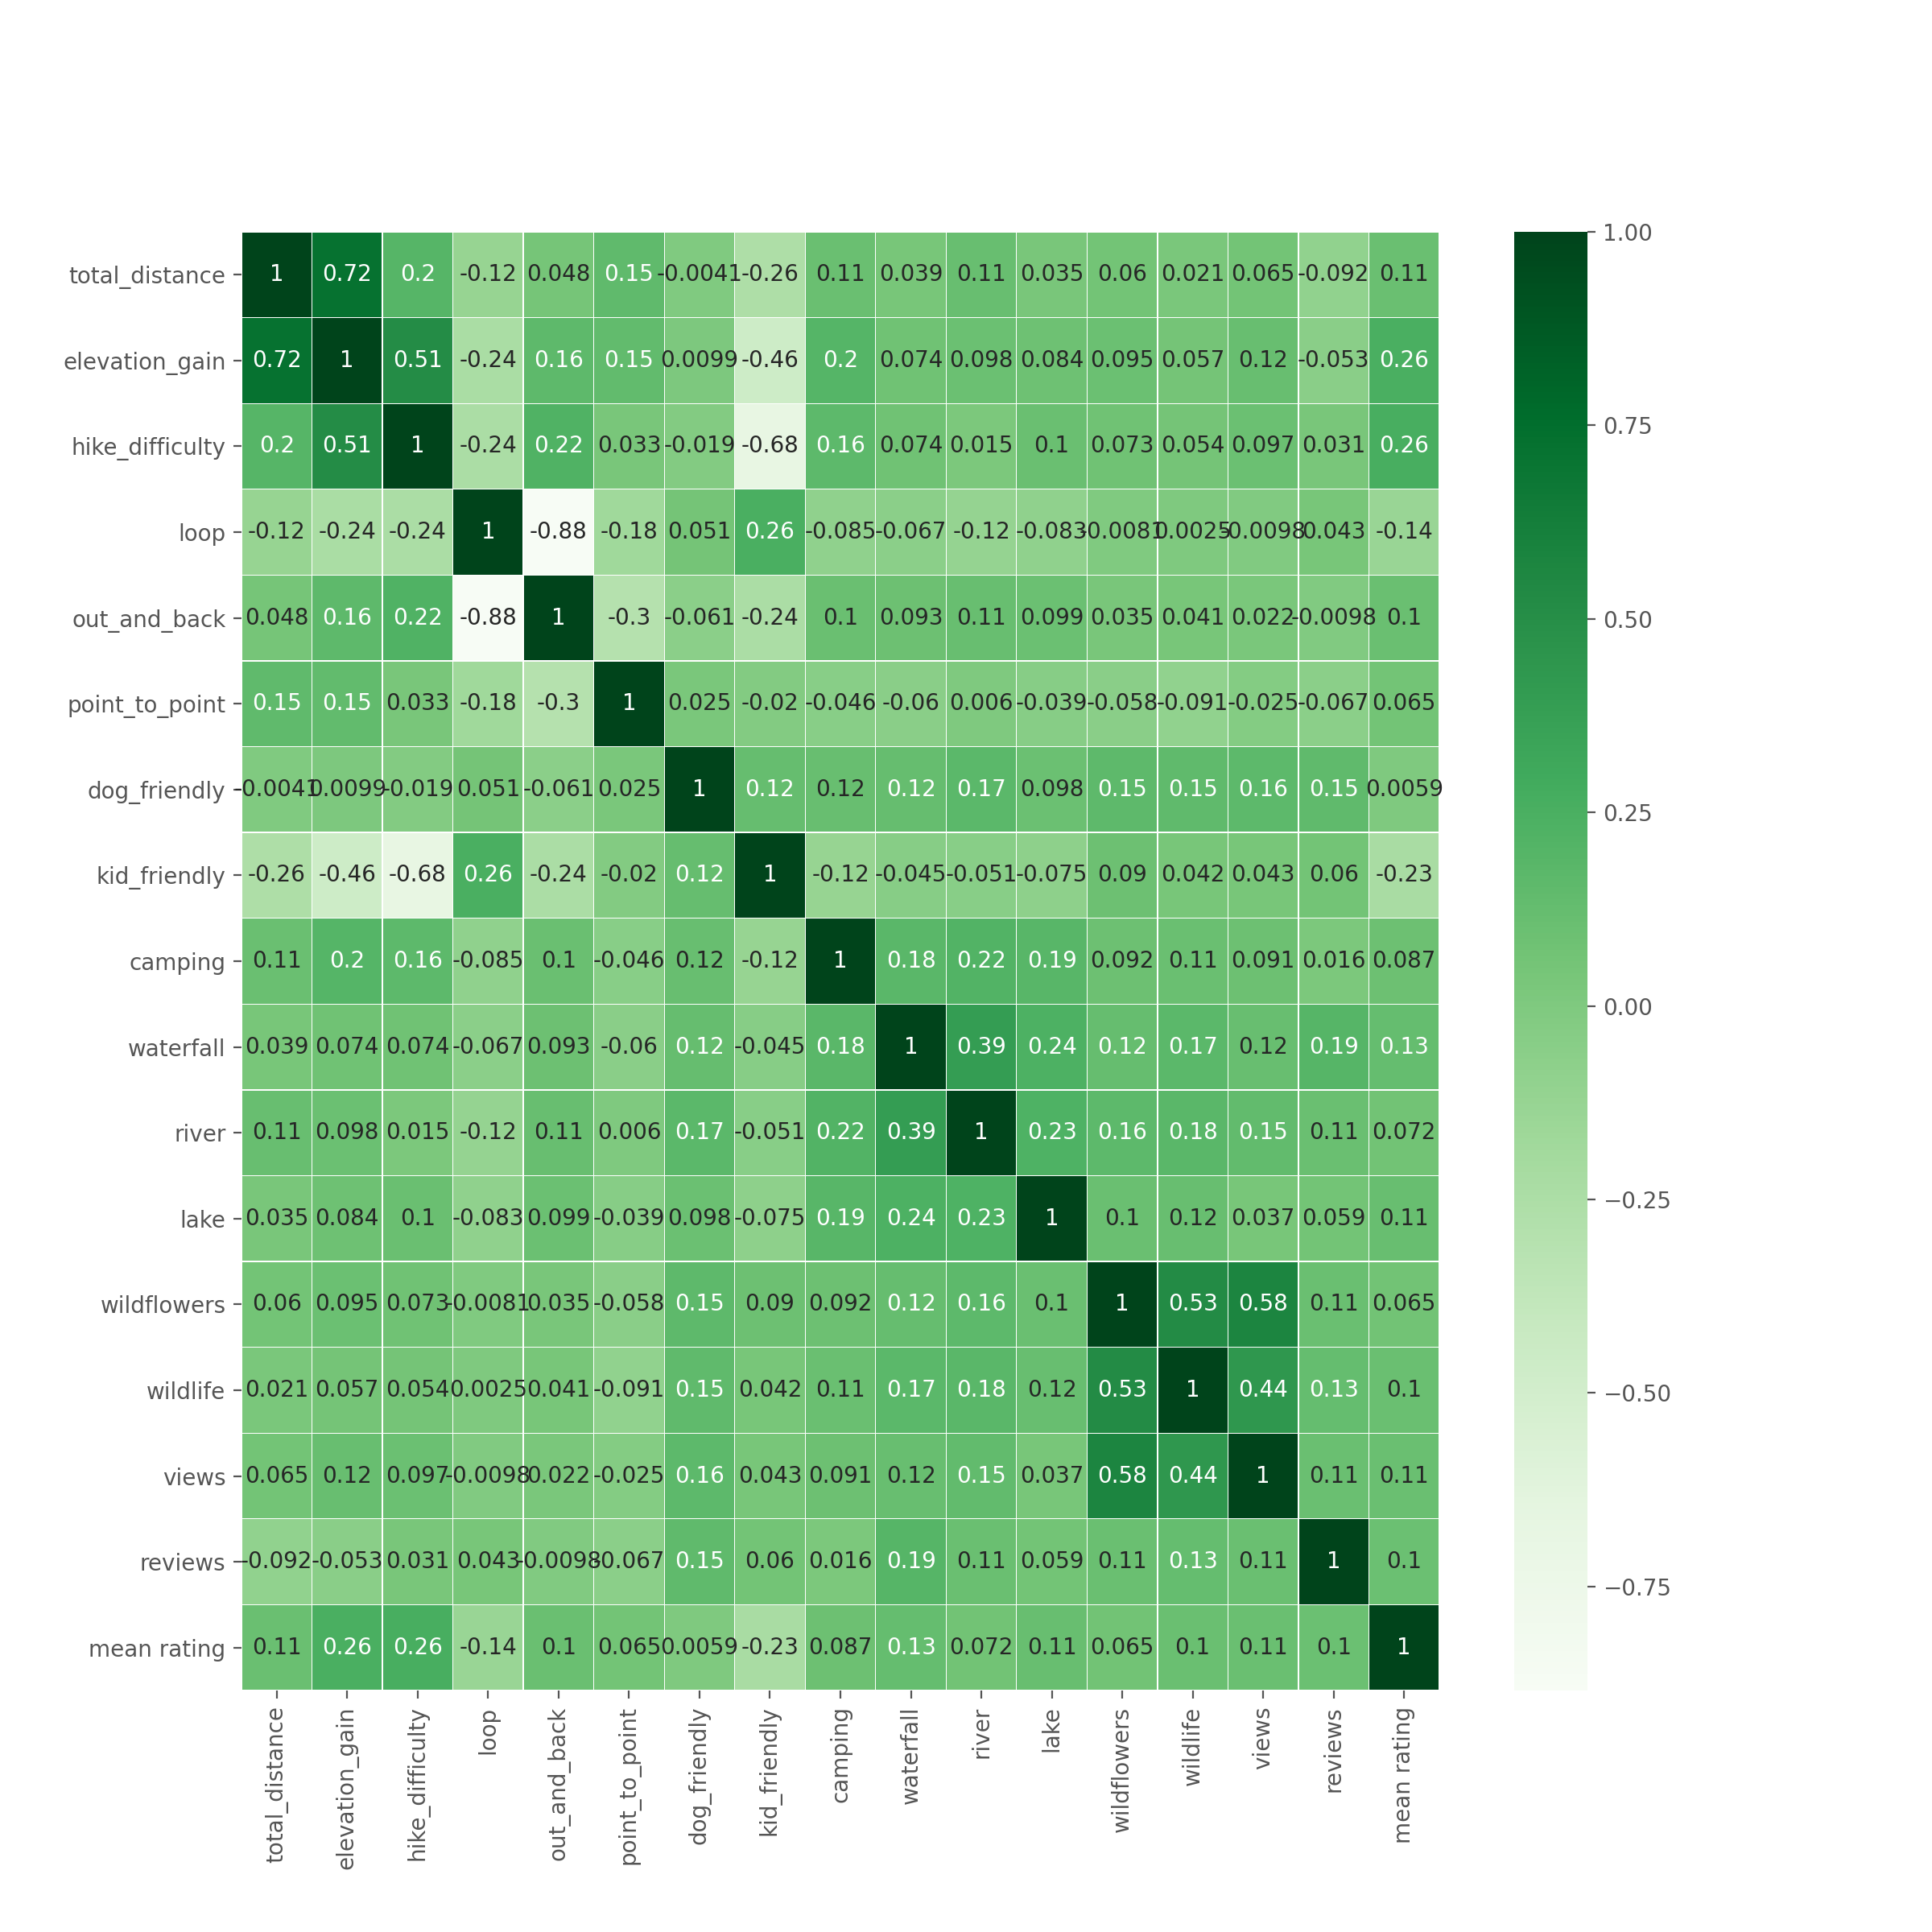 total_distance 1 0.72 0.2 -0.12 0.048 0.15 -0.0041 -0.26 0.11 0.039 0.11 0.035 0.06 0.021 0.065 -0.092 0.11
elevation_gain 0.72 1 0.51 -0.24 0.16 0.15 0.0099 -0.46 0.2 0.074 0.098 0.084 0.095 0.057 0.12 -0.053 0.26
hike_difficulty 0.2 0.51 1 -0.24 0.22 0.033 -0.019 -0.68 0.16 0.074 0.015 0.1 0.073 0.054 0.097 0.031 0.26
loop -0.12 -0.24 -0.24 1 -0.88 -0.18 0.051 0.26 -0.085 -0.067 -0.12 -0.083 -0.0081 0.0025 -0.0098 0.043 -0.14
out_and_back 0.048 0.16 0.22 -0.88 1 -0.3 -0.061 -0.24 0.1 0.093 0.11 0.099 0.035 0.041 0.022 -0.0098 0.1
point_to_point 0.15 0.15 0.033 -0.18 -0.3 1 0.025 -0.02 -0.046 -0.06 0.006 -0.039 -0.058 -0.091 -0.025 -0.067 0.065
dog_friendly -0.0041 0.0099 -0.019 0.051 -0.061 0.025 1 0.12 0.12 0.12 0.17 0.098 0.15 0.15 0.16 0.15 0.0059
kid_friendly -0.26 -0.46 -0.68 0.26 -0.24 -0.02 0.12 1 -0.12 -0.045 -0.051 -0.075 0.09 0.042 0.043 0.06 -0.23
camping 0.11 0.2 0.16 -0.085 0.1 -0.046 0.12 -0.12 1 0.18 0.22 0.19 0.092 0.11 0.091 0.016 0.087
waterfall 0.039 0.074 0.074 -0.067 0.093 -0.06 0.12 -0.045 0.18 1 0.39 0.24 0.12 0.17 0.12 0.19 0.13
river 0.11 0.098 0.015 -0.12 0.11 0.006 0.17 -0.051 0.22 0.39 1 0.23 0.16 0.18 0.15 0.11 0.072
lake 0.035 0.084 0.1 -0.083 0.099 -0.039 0.098 -0.075 0.19 0.24 0.23 1 0.1 0.12 0.037 0.059 0.11
wildflowers 0.06 0.095 0.073 -0.0081 0.035 -0.058 0.15 0.09 0.092 0.12 0.16 0.1 1 0.53 0.58 0.11 0.065
wildlife 0.021 0.057 0.054 0.0025 0.041 -0.091 0.15 0.042 0.11 0.17 0.18 0.12 0.53 1 0.44 0.13 0.1
views 0.065 0.12 0.097 -0.0098 0.022 -0.025 0.16 0.043 0.091 0.12 0.15 0.037 0.58 0.44 1 0.11 0.11
reviews -0.092 -0.053 0.031 0.043 -0.0098 -0.067 0.15 0.06 0.016 0.19 0.11 0.059 0.11 0.13 0.11 1 0.1
mean rating 0.11 0.26 0.26 -0.14 0.1 0.065 0.0059 -0.23 0.087 0.13 0.072 0.11 0.065 0.1 0.11 0.1 1
total_distance
elevation_gain
hike_difficulty
loop
out_and_back
point_to_point
dog_friendly
kid_friendly
camping
waterfall
river
lake
wildflowers
wildlife
views
reviews
mean rating
1.00
0.75
0.50
0.25
0.00
−0.25
−0.50
−0.75